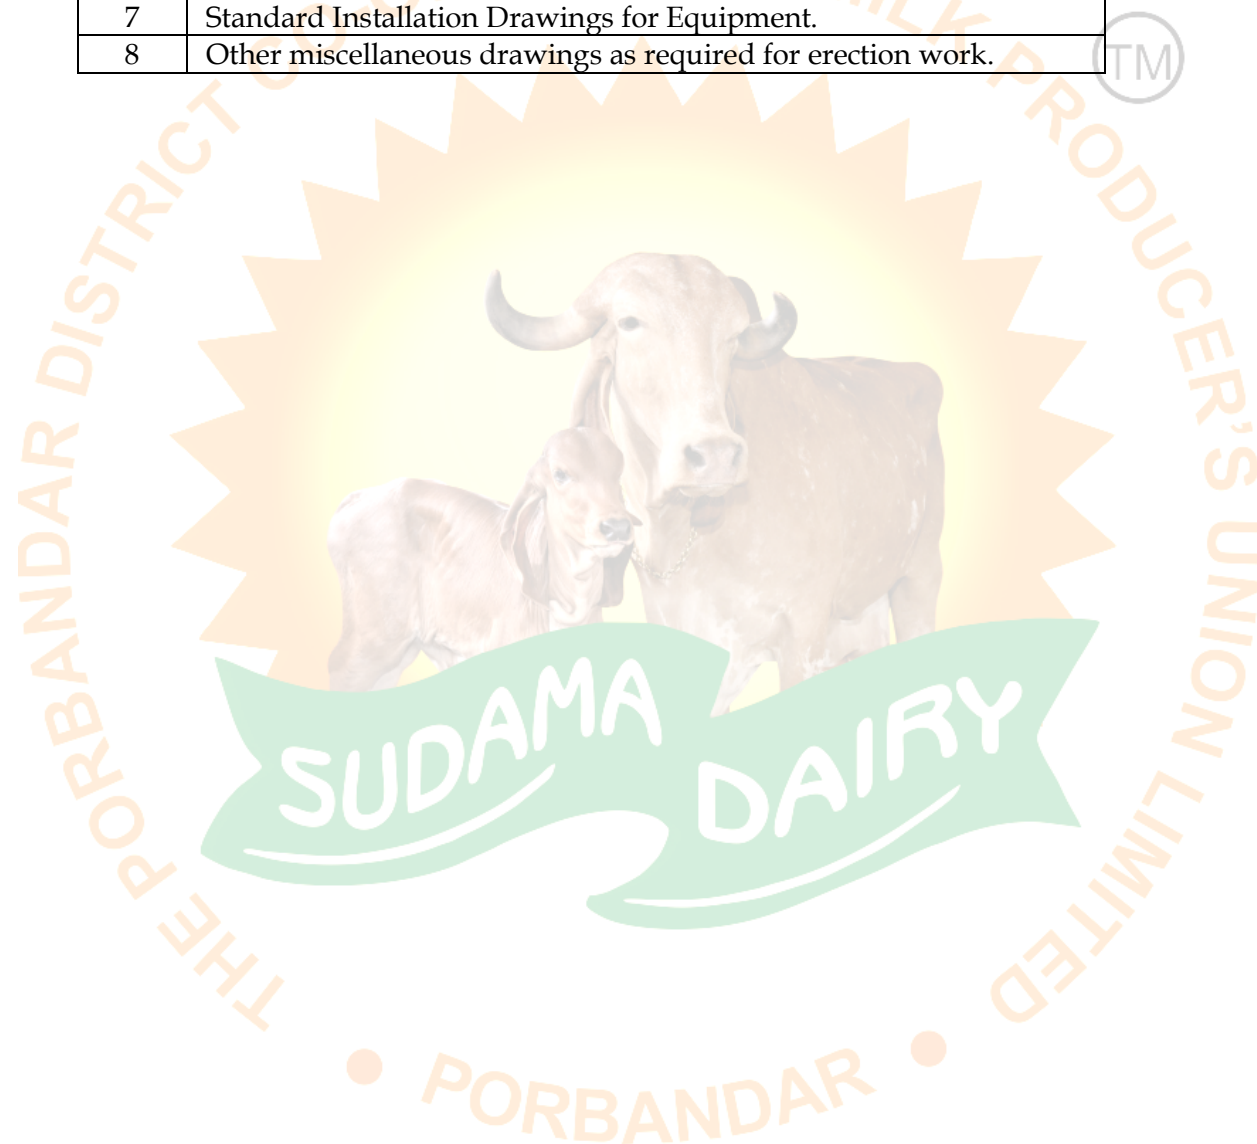 7 Standard Installation Drawings for Equipment.
8 Other miscellaneous drawings as required for erection work.
TM
THE PORBANDAR DISTRICT MILK PRODUCER'S UNION LIMITED
SUDAMA
DAIRY
• PORBANDAR •